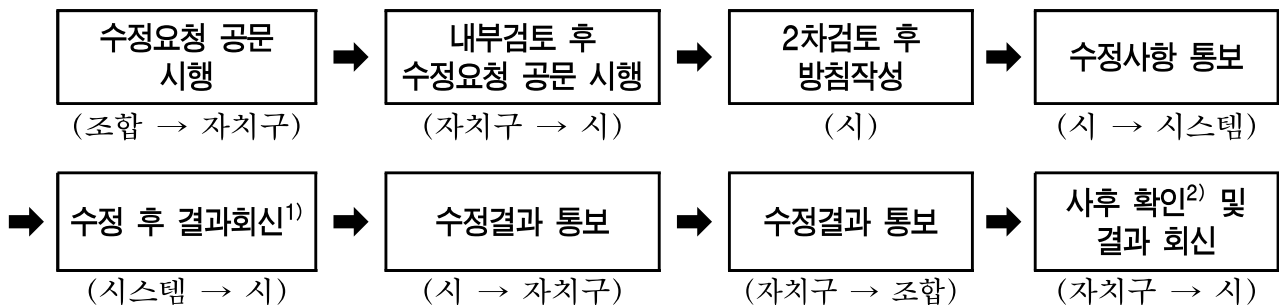 수정요청 공문
시행
(조합 → 자치구)
내부검토 후
수정요청 공문 시행
(자치구 → 시)
2차검토 후
방침작성
(시)
수정사항 통보
(시 → 시스템)
수정 후 결과회신1)
(시스템 → 시)
수정결과 통보
(시 → 자치구)
수정결과 통보
(자치구 → 조합)
사후 확인2) 및
결과 회신
(자치구 → 시)